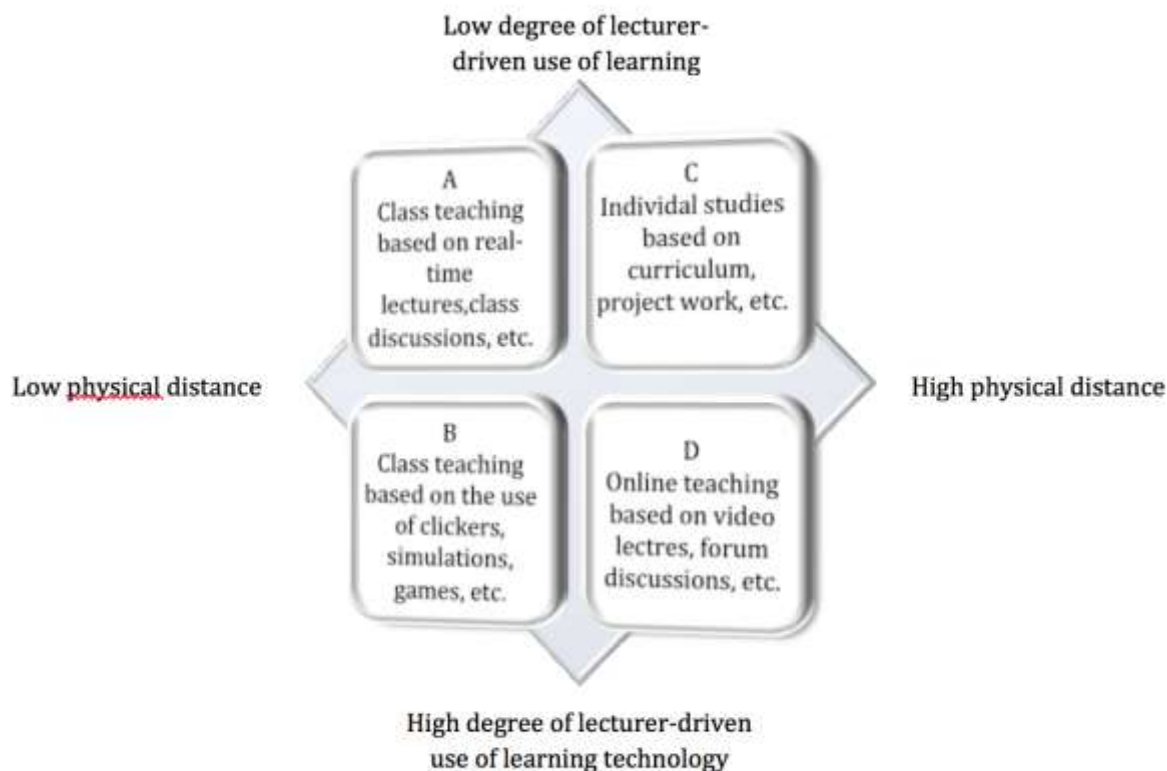 Low degree of lecturer-
driven use of learning
A
Class teaching
based on real-
time
lectures,class
discussions, etc.
C
Individal studies
based on
curriculum,
project work, etc.
Low physical distance
High physical distance
B
Class teaching
based on the use
of clickers,
simulations,
games, etc.
D
Online teaching
based on video
lectres, forum
discussions, etc.
High degree of lecturer-driven
use of learning technology